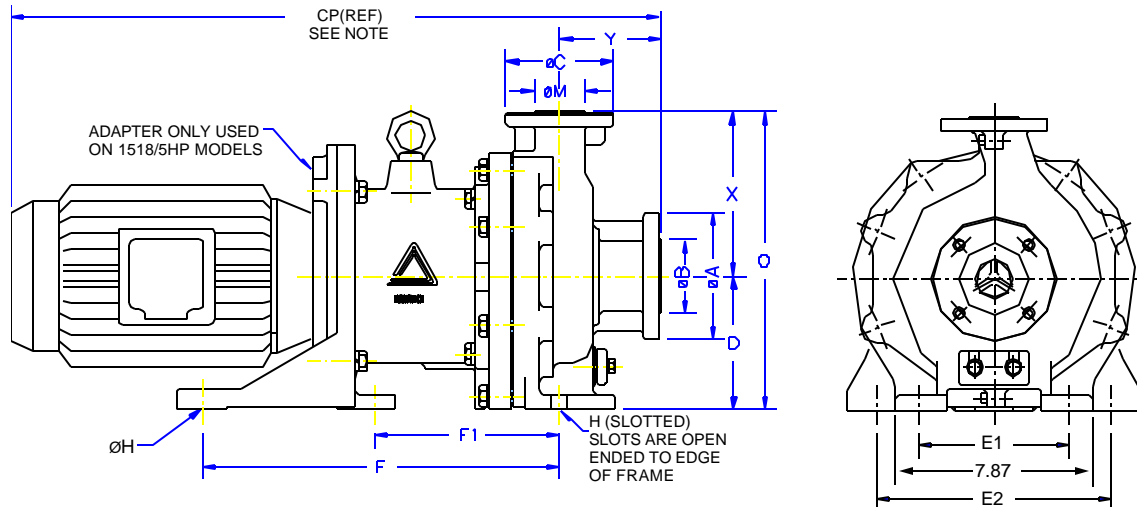 CP(REF)
SEE NOTE
Y
øC
øM
ADAPTER ONLY USED
ON 1518/5HP MODELS
X
O
øB
øA
D
ØH
F1
F
H (SLOTTED)
SLOTS ARE OPEN
ENDED TO EDGE
OF FRAME
E1
7.87
E2